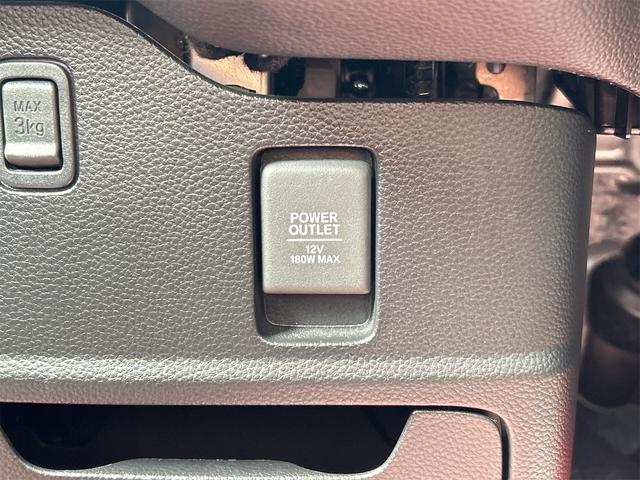 MAX
3kg
POWER
OUTLET
12V
180W MAX